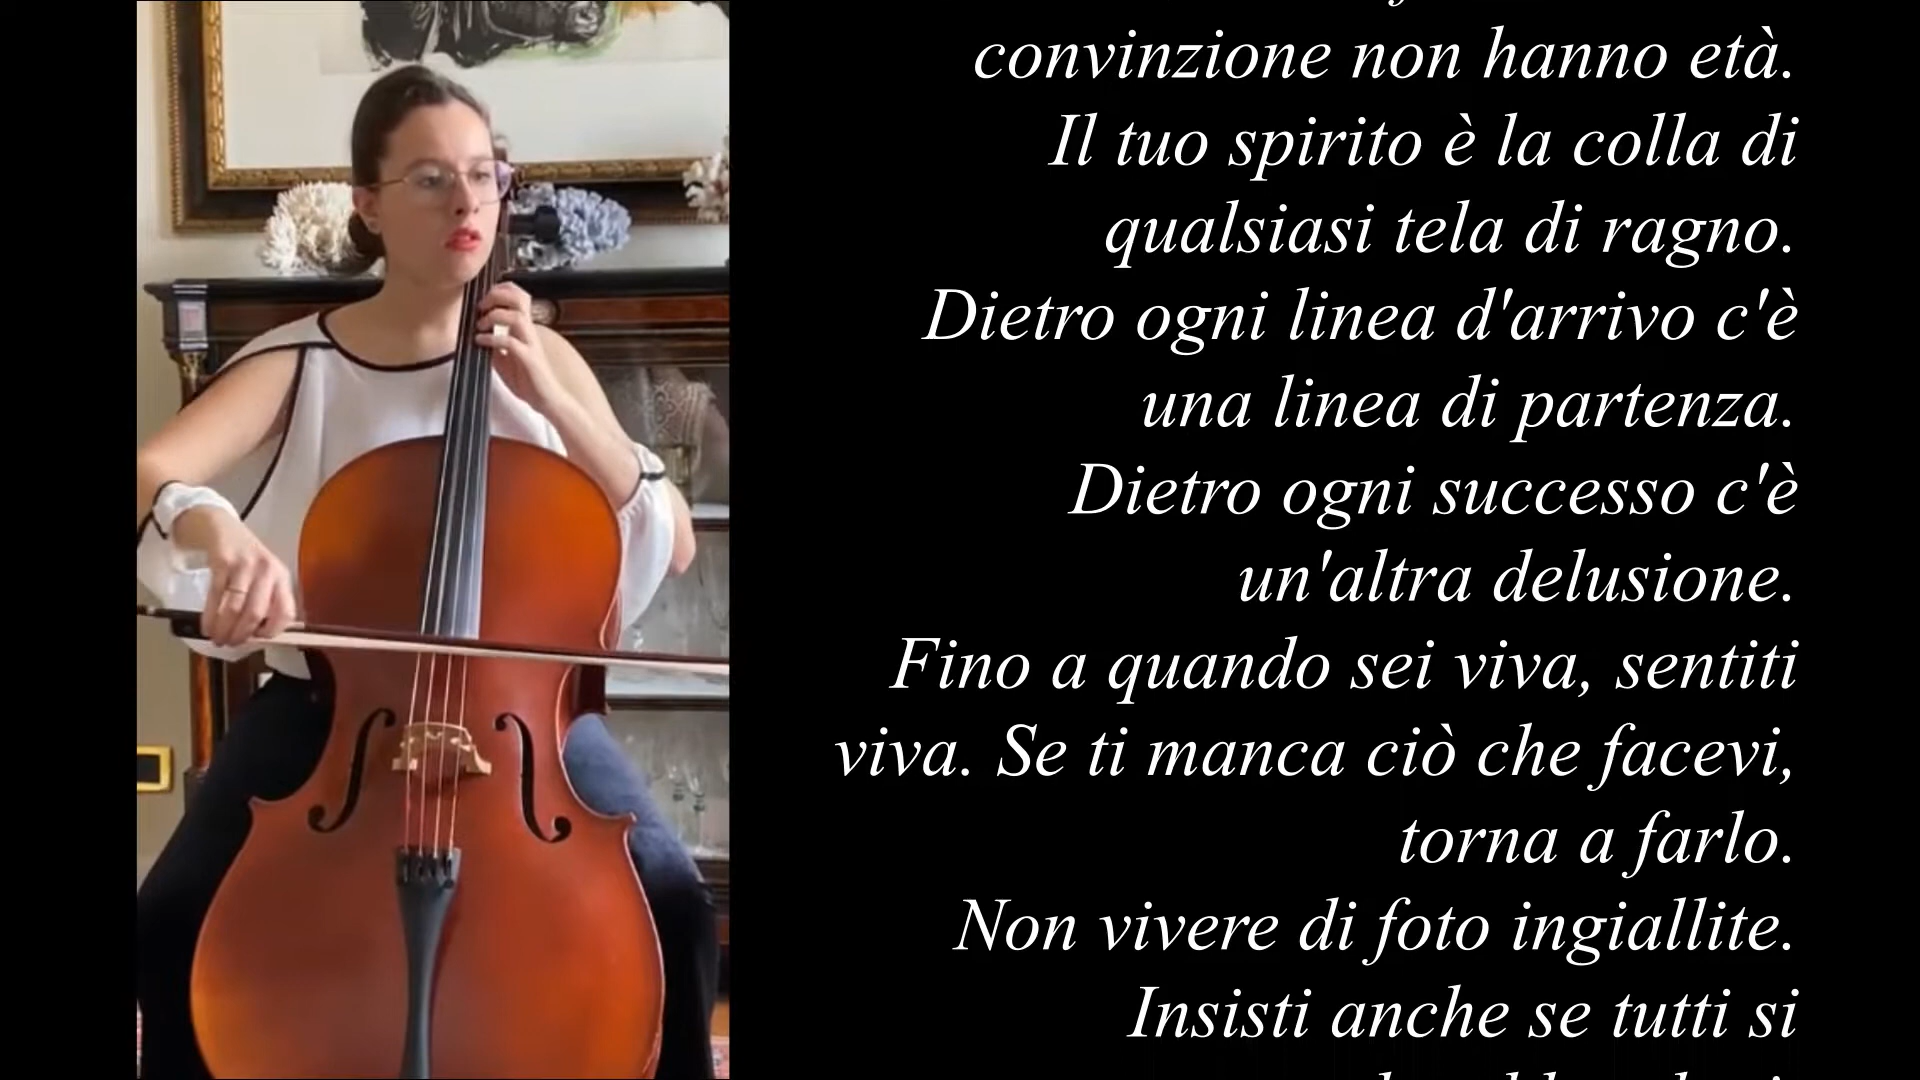 convinzione non hanno età.
Il tuo spirito è la colla di
qualsiasi tela di ragno.
Dietro ogni linea d'arrivo c'è
una linea di partenza.
Dietro ogni successo c'è
un'altra delusione.
Fino a quando sei viva, sentiti
viva. Se ti manca ciò che facevi,
torna a farlo.
Non vivere di foto ingiallite.
Insisti anche se tutti si